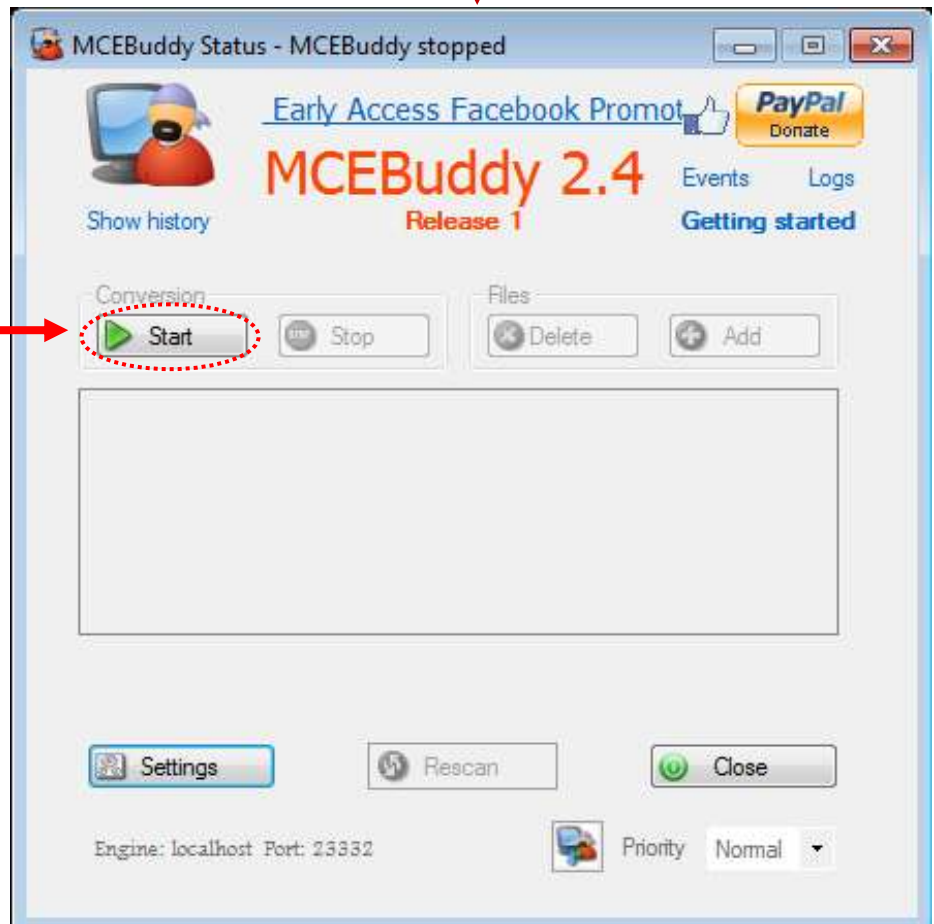 MCEBuddy Status - MCEBuddy stopped
Early Access Facebook Promot
PayPal
Donate
MCEBuddy 2.4
Events Logs
Show history
Release 1
Getting started
Conversion
Files
Start
Stop
Delete
Add
Settings
Rescan
Close
Engine: localhost Port: 23332
Priority
Normal